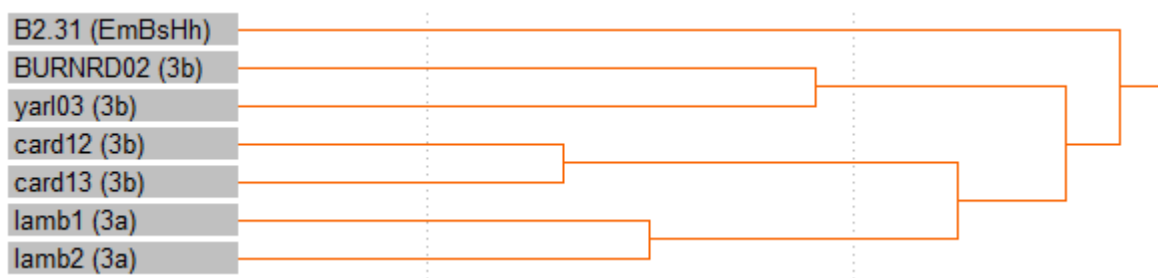 B2.31 (EmBsHh)
BURNRD02 (3b)
yarl03 (3b)
card12 (3b)
card13 (3b)
lamb1 (3a)
lamb2 (3a)